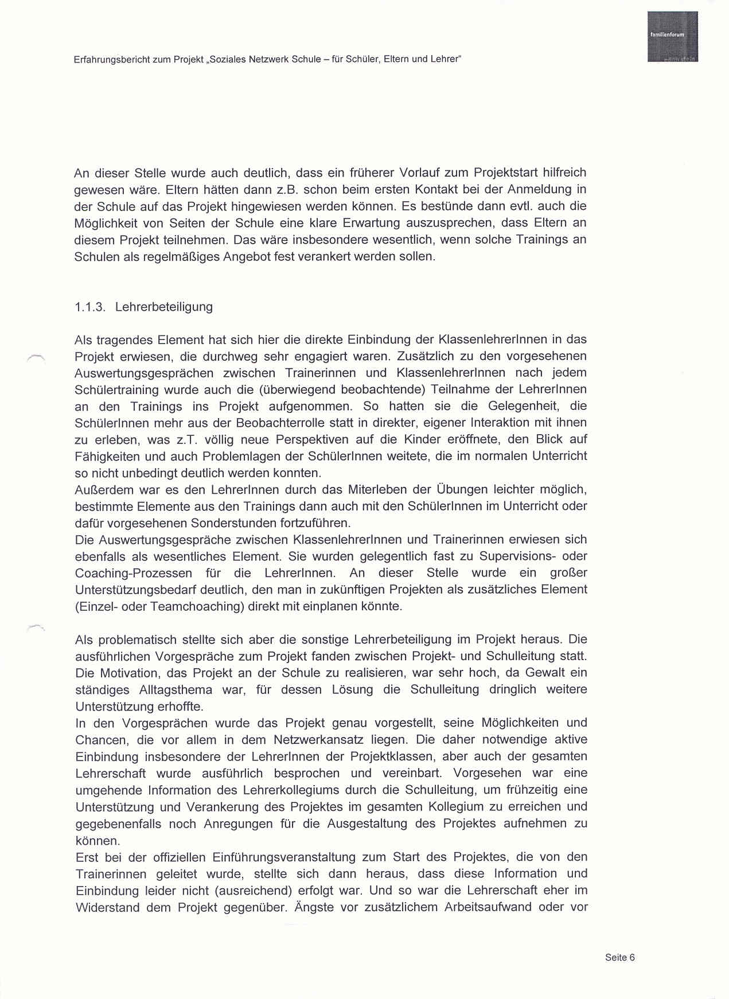 familienforum
edith stein
Erfahrungsbericht zum Projekt „Soziales Netzwerk Schule – für Schüler, Eltern und Lehrer“
An dieser Stelle wurde auch deutlich, dass ein früherer Vorlauf zum Projektstart hilfreich
gewesen wäre. Eltern hätten dann z.B. schon beim ersten Kontakt bei der Anmeldung in
der Schule auf das Projekt hingewiesen werden können. Es bestünde dann evtl. auch die
Möglichkeit von Seiten der Schule eine klare Erwartung auszusprechen, dass Eltern an
diesem Projekt teilnehmen. Das wäre insbesondere wesentlich, wenn solche Trainings an
Schulen als regelmäßiges Angebot fest verankert werden sollen.
1.1.3. Lehrerbeteiligung
Als tragendes Element hat sich hier die direkte Einbindung der KlassenlehrerInnen in das
Projekt erwiesen, die durchweg sehr engagiert waren. Zusätzlich zu den vorgesehenen
Auswertungsgesprächen zwischen Trainerinnen und KlassenlehrerInnen nach jedem
Schülertraining wurde auch die (überwiegend beobachtende) Teilnahme der LehrerInnen
an den Trainings ins Projekt aufgenommen. So hatten sie die Gelegenheit, die
SchülerInnen mehr aus der Beobachterrolle statt in direkter, eigener Interaktion mit ihnen
zu erleben, was z.T. völlig neue Perspektiven auf die Kinder eröffnete, den Blick auf
Fähigkeiten und auch Problemlagen der SchülerInnen weitete, die im normalen Unterricht
so nicht unbedingt deutlich werden konnten.
Außerdem war es den LehrerInnen durch das Miterleben der Übungen leichter möglich,
bestimmte Elemente aus den Trainings dann auch mit den SchülerInnen im Unterricht oder
dafür vorgesehenen Sonderstunden fortzuführen.
Die Auswertungsgespräche zwischen KlassenlehrerInnen und Trainerinnen erwiesen sich
ebenfalls als wesentliches Element. Sie wurden gelegentlich fast zu Supervisions- oder
Coaching-Prozessen für die LehrerInnen. An dieser Stelle wurde ein großer
Unterstützungsbedarf deutlich, den man in zukünftigen Projekten als zusätzliches Element
(Einzel- oder Teamchoaching) direkt mit einplanen könnte.
Als problematisch stellte sich aber die sonstige Lehrerbeteiligung im Projekt heraus. Die
ausführlichen Vorgespräche zum Projekt fanden zwischen Projekt- und Schulleitung statt.
Die Motivation, das Projekt an der Schule zu realisieren, war sehr hoch, da Gewalt ein
ständiges Alltagsthema war, für dessen Lösung die Schulleitung dringlich weitere
Unterstützung erhoffte.
In den Vorgesprächen wurde das Projekt genau vorgestellt, seine Möglichkeiten und
Chancen, die vor allem in dem Netzwerkansatz liegen. Die daher notwendige aktive
Einbindung insbesondere der LehrerInnen der Projektklassen, aber auch der gesamten
Lehrerschaft wurde ausführlich besprochen und vereinbart. Vorgesehen war eine
umgehende Information des Lehrerkollegiums durch die Schulleitung, um frühzeitig eine
Unterstützung und Verankerung des Projektes im gesamten Kollegium zu erreichen und
gegebenenfalls noch Anregungen für die Ausgestaltung des Projektes aufnehmen zu
können.
Erst bei der offiziellen Einführungsveranstaltung zum Start des Projektes, die von den
Trainerinnen geleitet wurde, stellte sich dann heraus, dass diese Information und
Einbindung leider nicht (ausreichend) erfolgt war. Und so war die Lehrerschaft eher im
Widerstand dem Projekt gegenüber. Ängste vor zusätzlichem Arbeitsaufwand oder vor
Seite 6